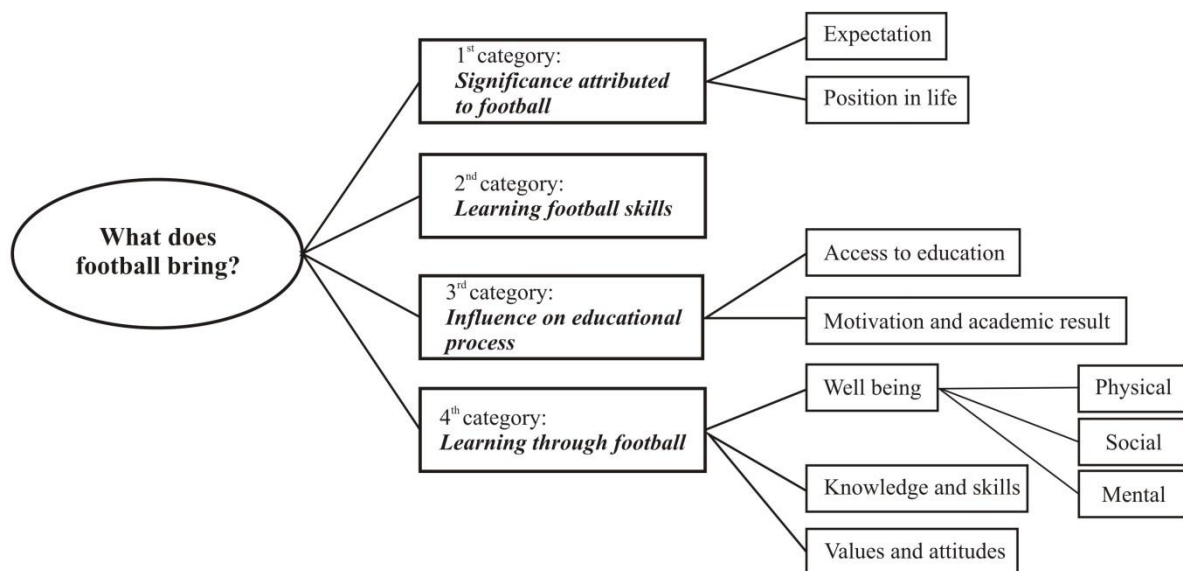 What does
football bring?
1st category:
Significance attributed
to football
Expectation
Position in life
2nd category:
Learning football skills
3rd category:
Influence on educational
process
Access to education
Motivation and academic result
4th category:
Learning through football
Well being
Physical
Social
Mental
Knowledge and skills
Values and attitudes